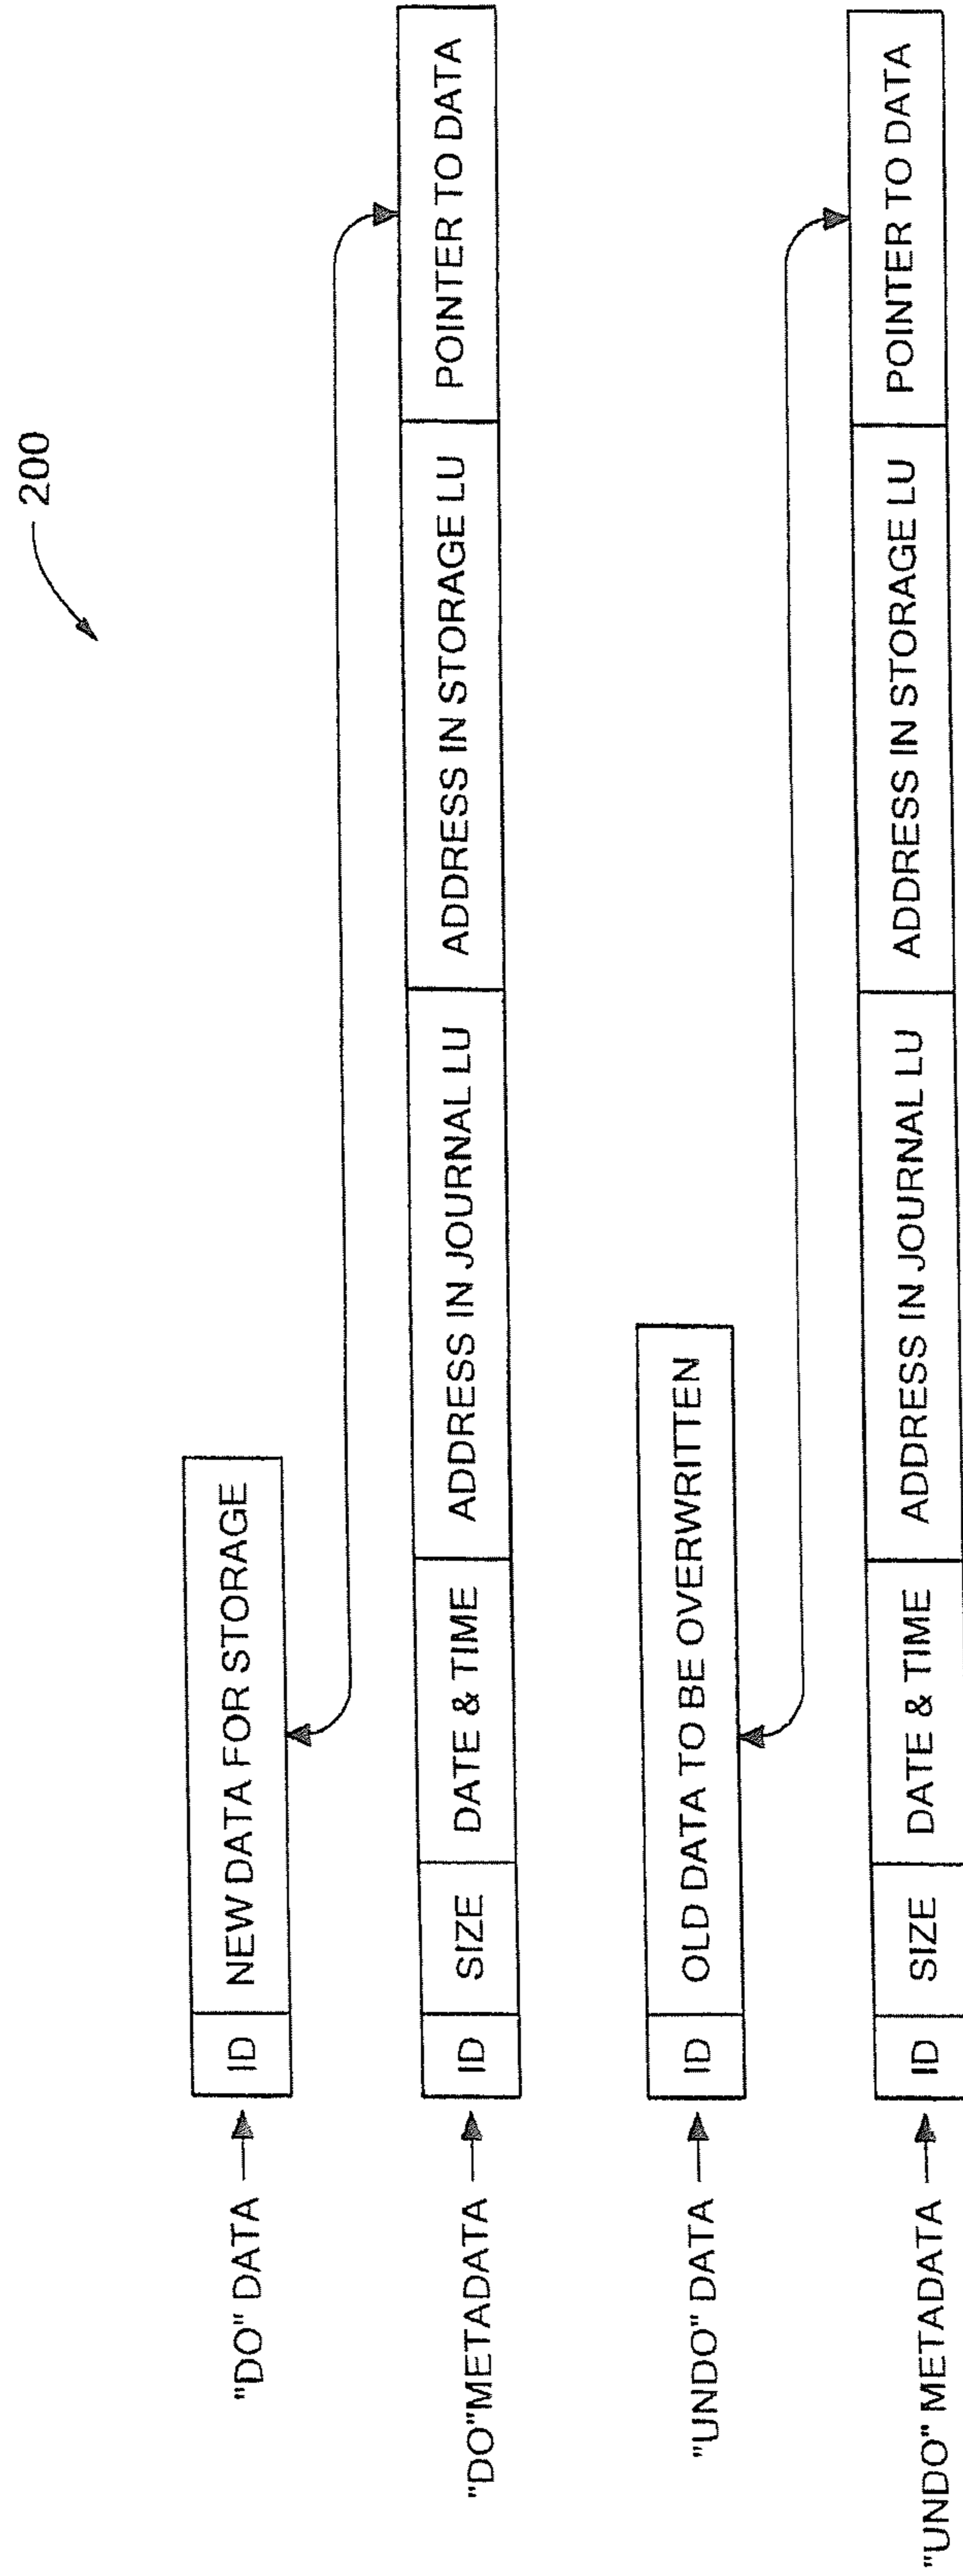 200
"DO" DATA
ID
NEW DATA FOR STORAGE
"DO"METADATA
ID
SIZE
DATE & TIME
ADDRESS IN JOURNAL LU
ADDRESS IN STORAGE LU
POINTER TO DATA
"UNDO" DATA
ID
OLD DATA TO BE OVERWRITTEN
"UNDO" METADATA
ID
SIZE
DATE & TIME
ADDRESS IN JOURNAL LU
ADDRESS IN STORAGE LU
POINTER TO DATA